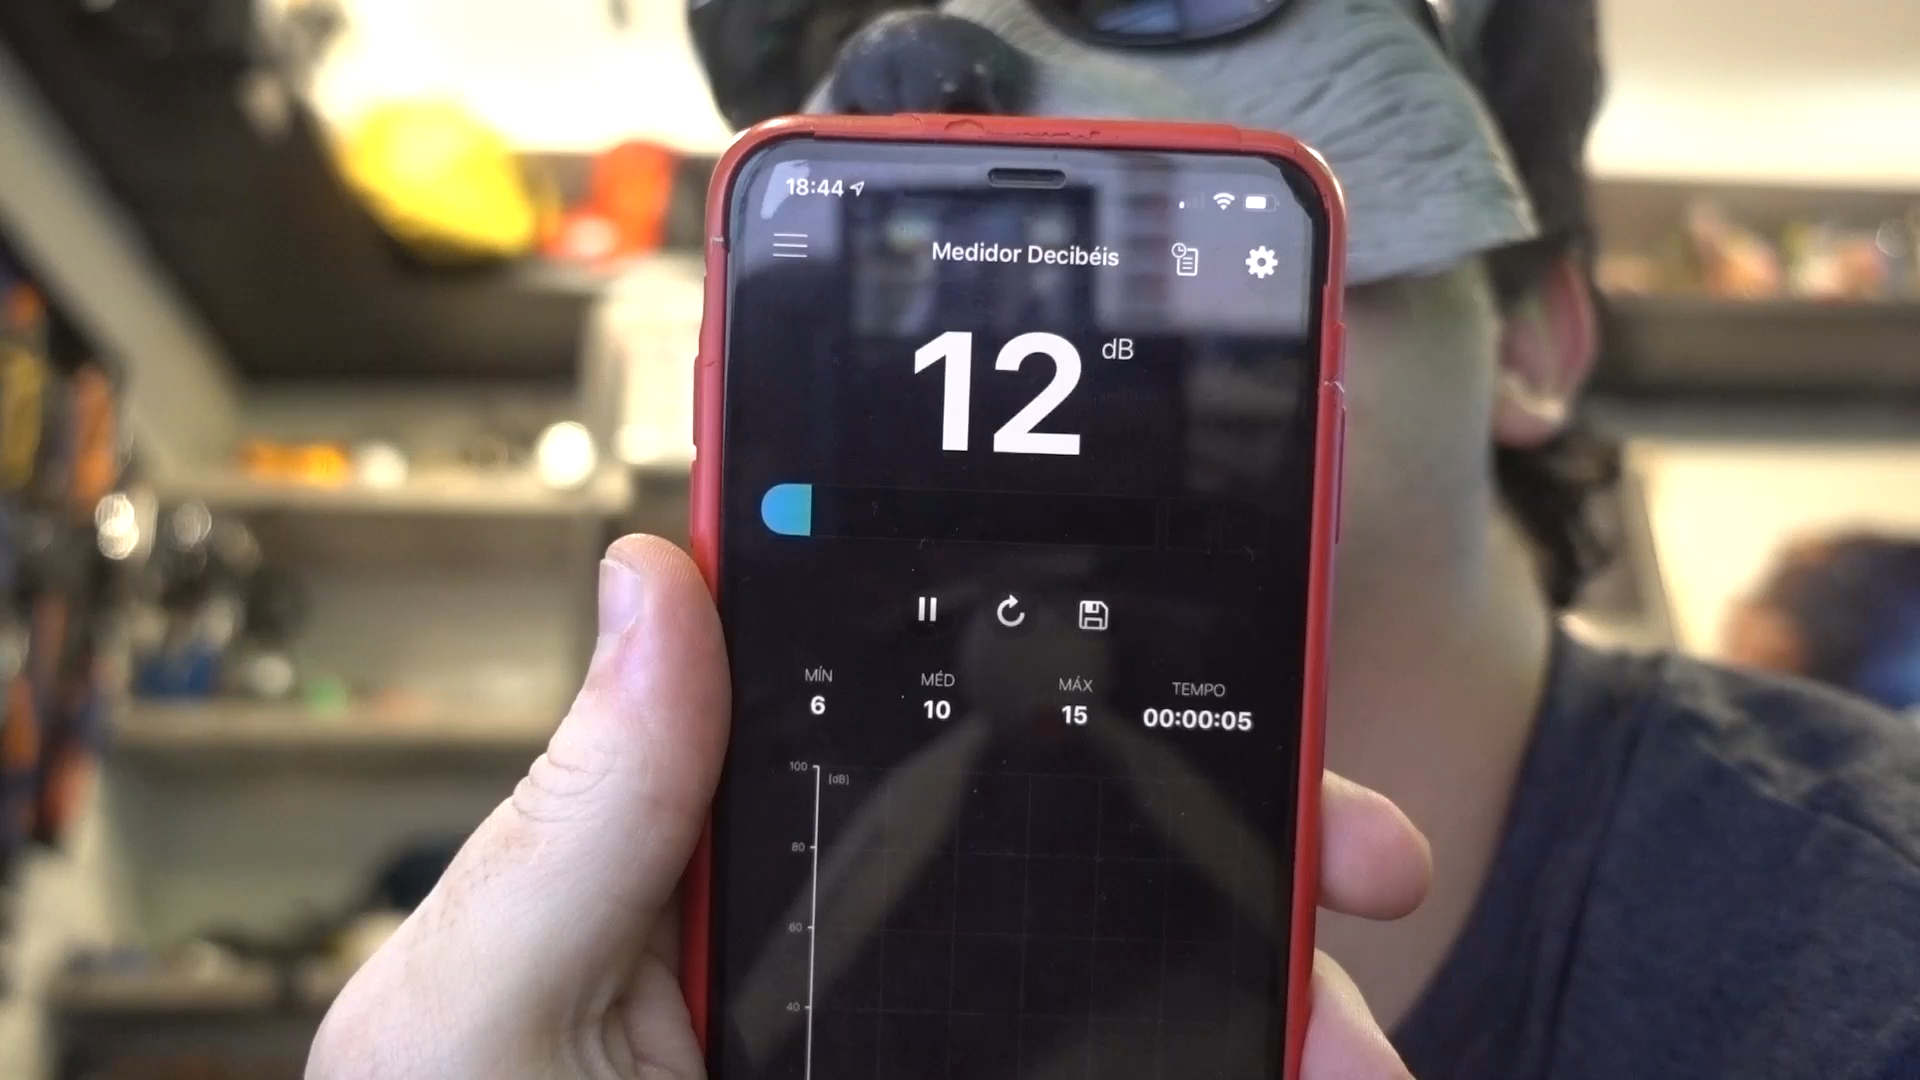 18:44
Medidor Decibéis
12 dB
MÍN MÉD MÁX TEMPO
6 10 15 00:00:05
100 [dB]
80
60
40